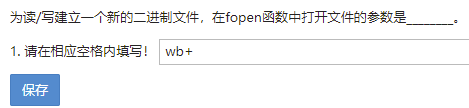 为读/写建立一个新的二进制文件，在fopen函数中打开文件的参数是________。
1. 请在相应空格内填写！ wb+
保存